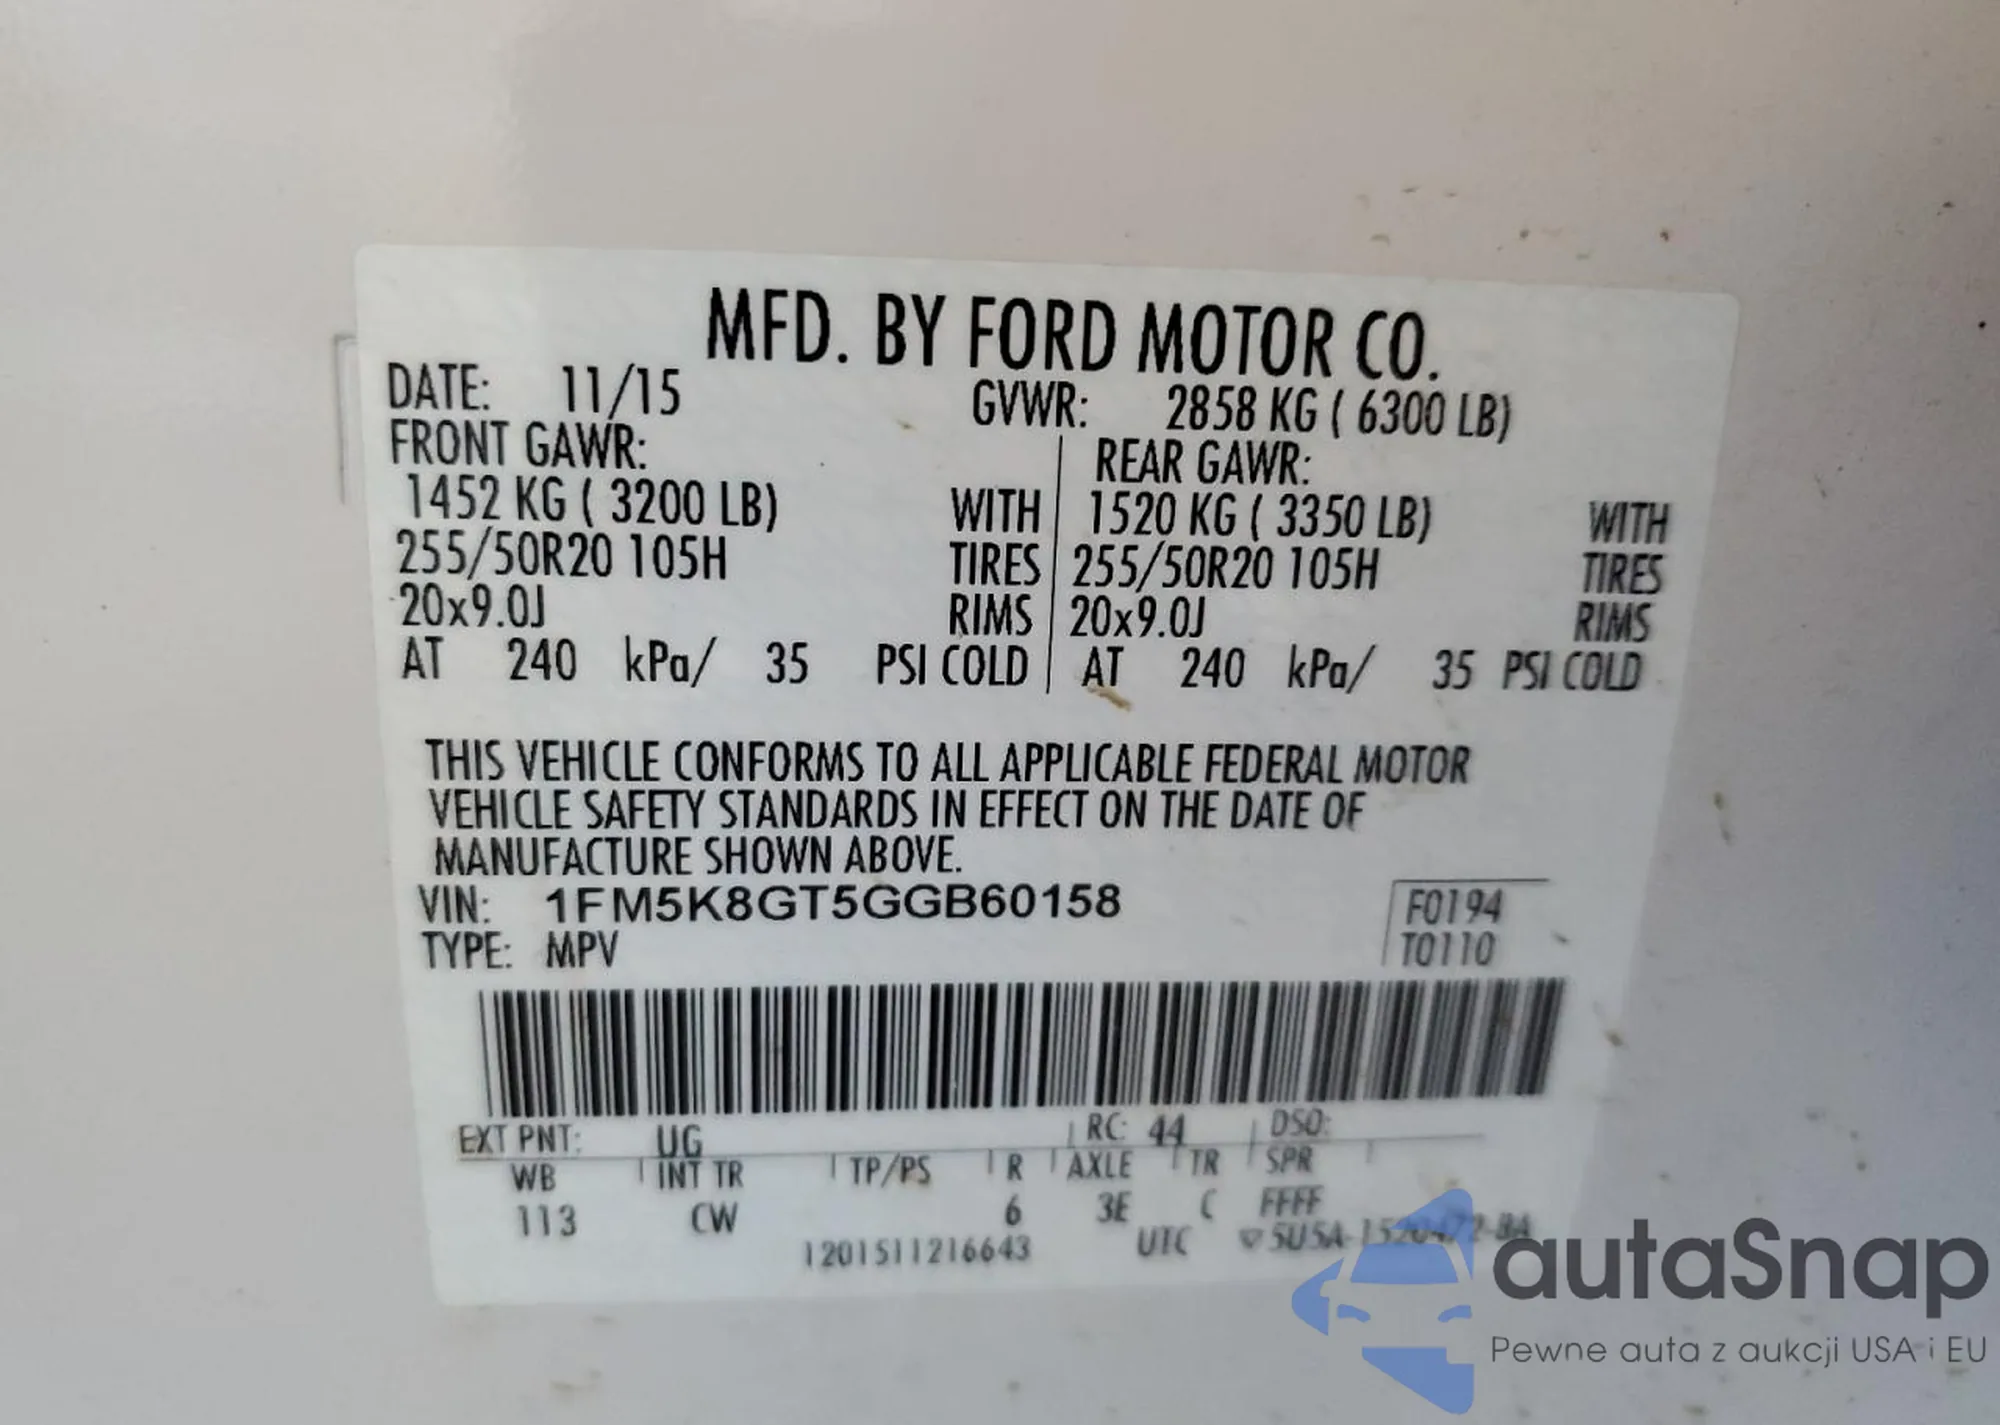 MFD. BY FORD MOTOR CO.
DATE: 11/15 GVWR: 2858 KG ( 6300 LB)
FRONT GAWR: REAR GAWR:
1452 KG ( 3200 LB) WITH 1520 KG ( 3350 LB) WITH
255/50R20 105H TIRES 255/50R20 105H TIRES
20x9.0J RIMS 20x9.0J RIMS
AT 240 kPa/ 35 PSI COLD AT 240 kPa/ 35 PSI COLD
THIS VEHICLE CONFORMS TO ALL APPLICABLE FEDERAL MOTOR
VEHICLE SAFETY STANDARDS IN EFFECT ON THE DATE OF
MANUFACTURE SHOWN ABOVE.
VIN: 1FM5K8GT5GGB60158 F0194
TYPE: MPV T0110
EXT PNT: UG RC: 44 DSO:
WB INT TR TP/PS R AXLE TR SPR
113 CW 6 3E C FFFF
1201511216643 UTC
autaSnap
Pewne auta z aukcji USA i EU